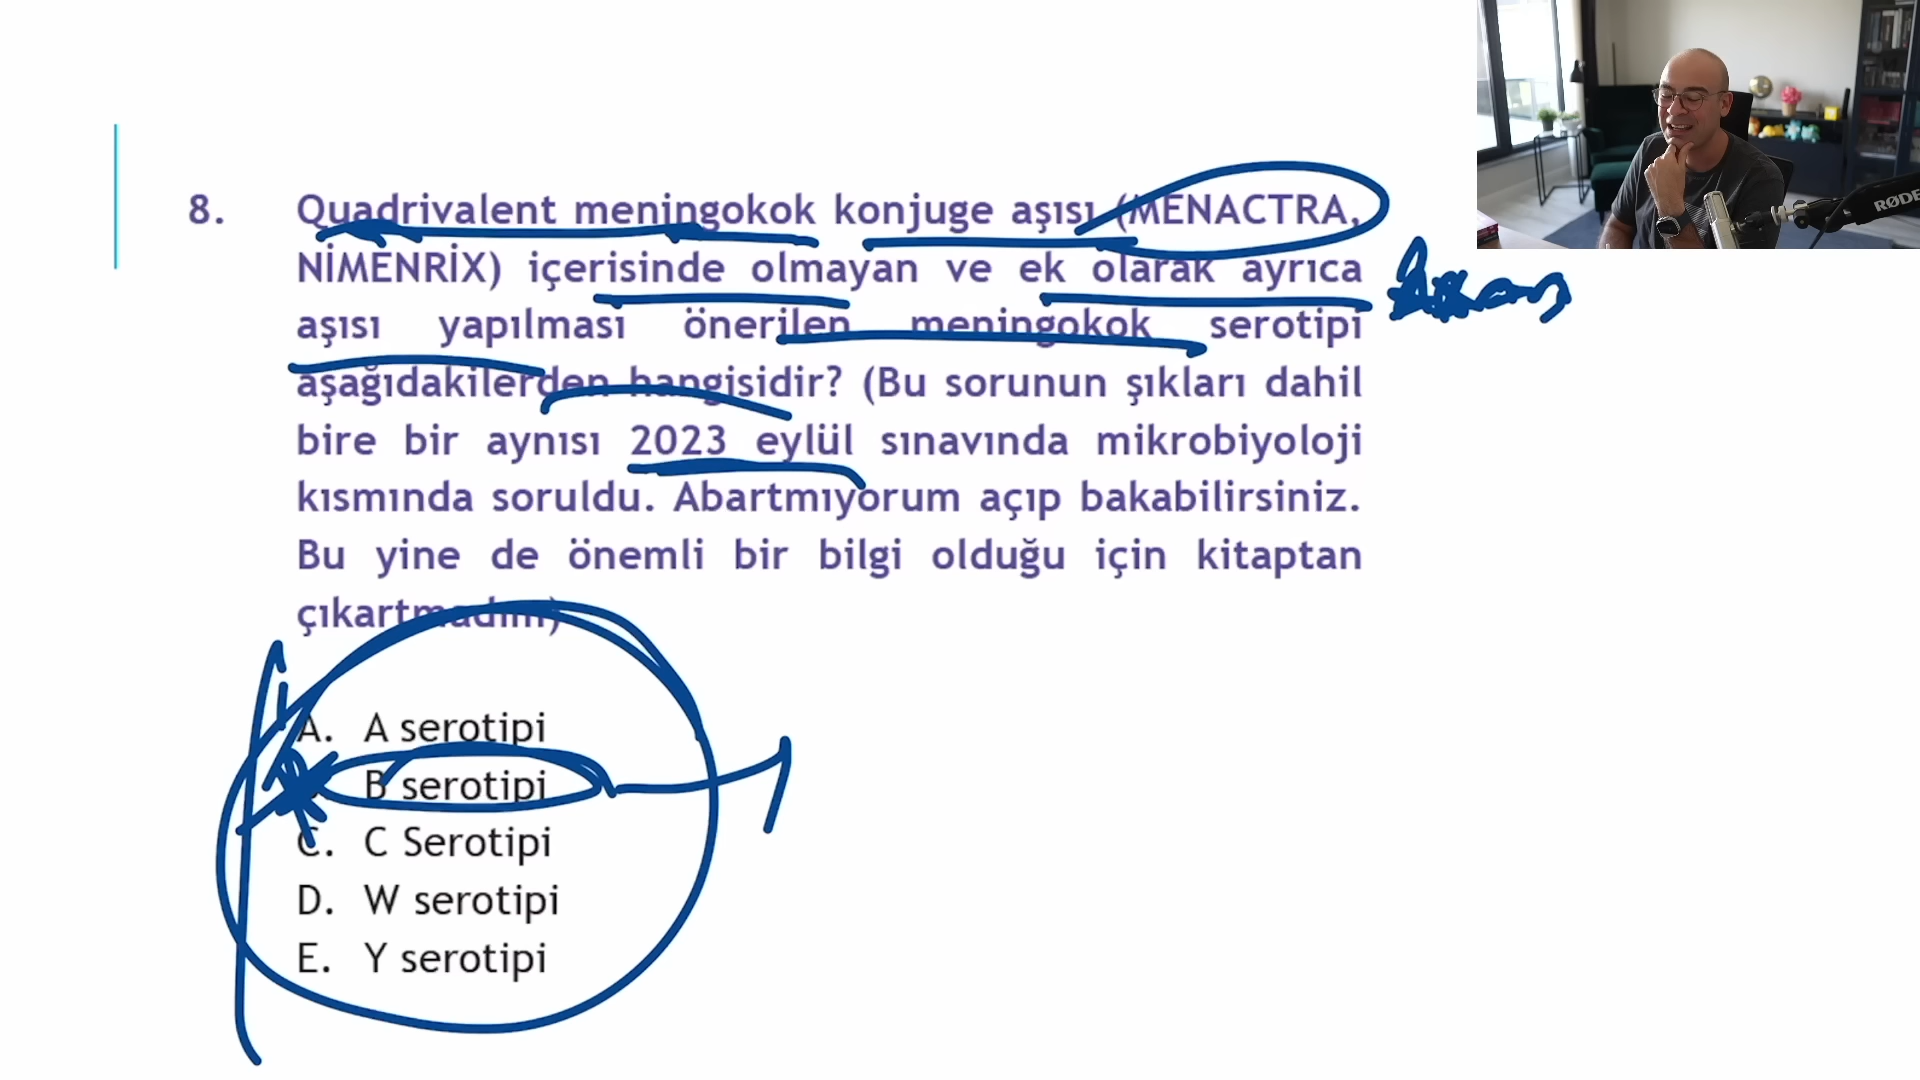 8. Quadrivalent meningokok konjuge aşısı (MENACTRA,
NİMENRİX) içerisinde olmayan ve ek olarak ayrıca
aşısı yapılması önerilen meningokok serotipi
aşağıdakilerden hangisidir? (Bu sorunun şıkları dahil
bire bir aynısı 2023 eylül sınavında mikrobiyoloji
kısmında soruldu. Abartmıyorum açıp bakabilirsiniz.
Bu yine de önemli bir bilgi olduğu için kitaptan
çıkartmadım)
A. A serotipi
B serotipi
C. C Serotipi
D. W serotipi
E. Y serotipi
RØDE